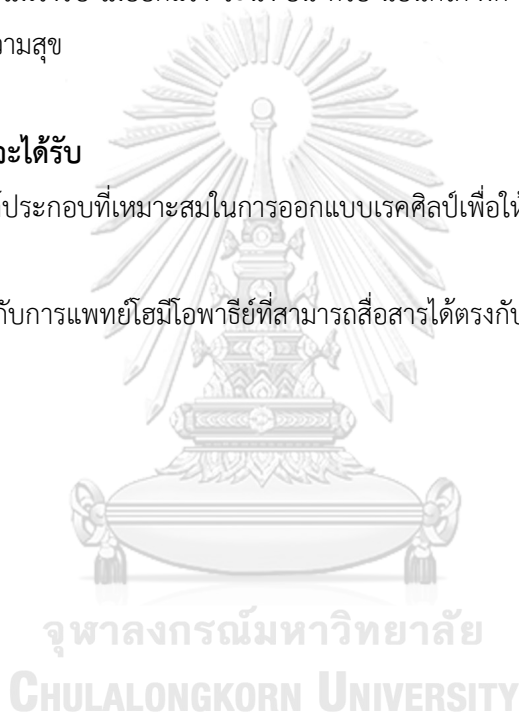 วามสุข
จะได้รับ
ประกอบที่เหมาะสมในการออกแบบเรคศิลป์เพื่อให้
กับการแพทย์โฮมีโอพาธีย์ที่สามารถสื่อสารได้ตรงกับ
จุฬาลงกรณ์มหาวิทยาลัย
CHULALONGKORN UNIVERSITY